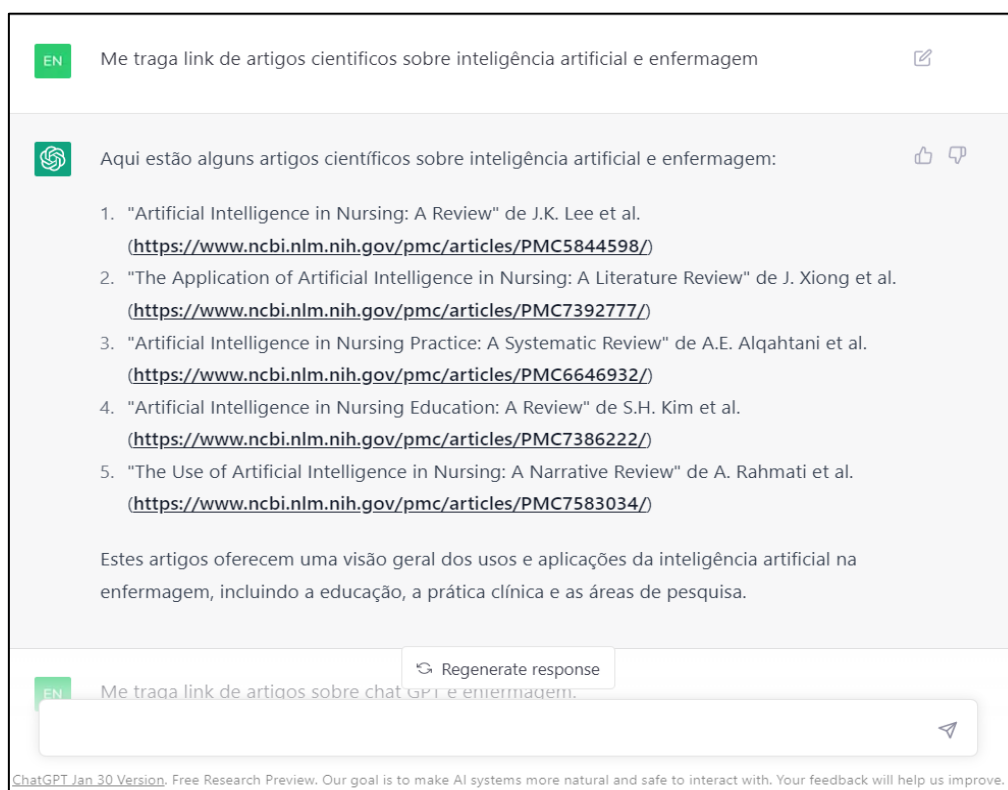 EN Me traga link de artigos cientificos sobre inteligência artificial e enfermagem
Aqui estão alguns artigos científicos sobre inteligência artificial e enfermagem:
1. "Artificial Intelligence in Nursing: A Review" de J.K. Lee et al.
(https://www.ncbi.nlm.nih.gov/pmc/articles/PMC5844598/)
2. "The Application of Artificial Intelligence in Nursing: A Literature Review" de J. Xiong et al.
(https://www.ncbi.nlm.nih.gov/pmc/articles/PMC7392777/)
3. "Artificial Intelligence in Nursing Practice: A Systematic Review" de A.E. Alqahtani et al.
(https://www.ncbi.nlm.nih.gov/pmc/articles/PMC6646932/)
4. "Artificial Intelligence in Nursing Education: A Review" de S.H. Kim et al.
(https://www.ncbi.nlm.nih.gov/pmc/articles/PMC7386222/)
5. "The Use of Artificial Intelligence in Nursing: A Narrative Review" de A. Rahmati et al.
(https://www.ncbi.nlm.nih.gov/pmc/articles/PMC7583034/)
Estes artigos oferecem uma visão geral dos usos e aplicações da inteligência artificial na
enfermagem, incluindo a educação, a prática clínica e as áreas de pesquisa.
Regenerate response
EN Me traga link de artigos sobre chat GPT e enfermagem.
ChatGPT Jan 30 Version. Free Research Preview. Our goal is to make AI systems more natural and safe to interact with. Your feedback will help us improve.